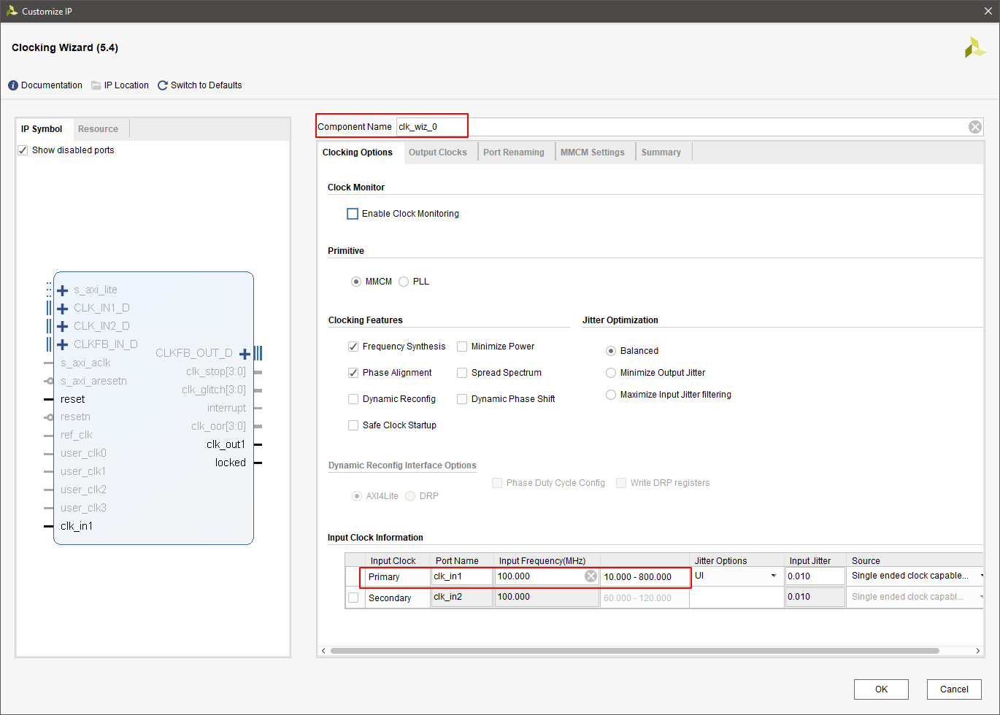 Customize IP
Clocking Wizard (5.4)
Documentation IP Location Switch to Defaults
IP Symbol Resource
Show disabled ports
s_axi_lite
CLK_IN1_D
CLK_IN2_D
CLKFB_IN_D
s_axi_aclk
s_axi_aresetn
reset
resetn
ref_clk
user_clk0
user_clk1
user_clk2
user_clk3
clk_in1
CLKFB_OUT_D
clk_stop[3:0]
clk_glitch[3:0]
interrupt
clk_oor[3:0]
clk_out1
locked
Component Name clk_wiz_0
Clocking Options Output Clocks Port Renaming MMCM Settings Summary
Clock Monitor
Enable Clock Monitoring
Primitive
MMCM PLL
Clocking Features
Frequency Synthesis Minimize Power
Phase Alignment Spread Spectrum
Dynamic Reconfig Dynamic Phase Shift
Safe Clock Startup
Jitter Optimization
Balanced
Minimize Output Jitter
Maximize Input Jitter filtering
Dynamic Reconfig Interface Options
Phase Duty Cycle Config Write DRP registers
AXI4Lite DRP
Input Clock Information
Input Clock Port Name Input Frequency(MHz) Jitter Options Input Jitter Source
Primary clk_in1 100.000 10.000 - 800.000 UI 0.010 Single ended clock capable...
Secondary clk_in2 100.000 60.000 - 120.000 0.010 Single ended clock capabl...
OK Cancel